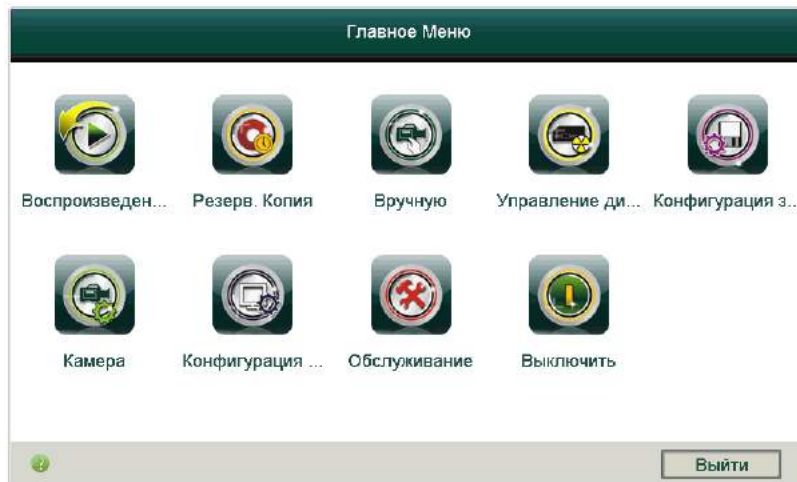 Главное Меню
Воспроизведен... Резерв. Копия Вручную Управление ди... Конфигурация з...
Камера Конфигурация ... Обслуживание Выключить
Выйти